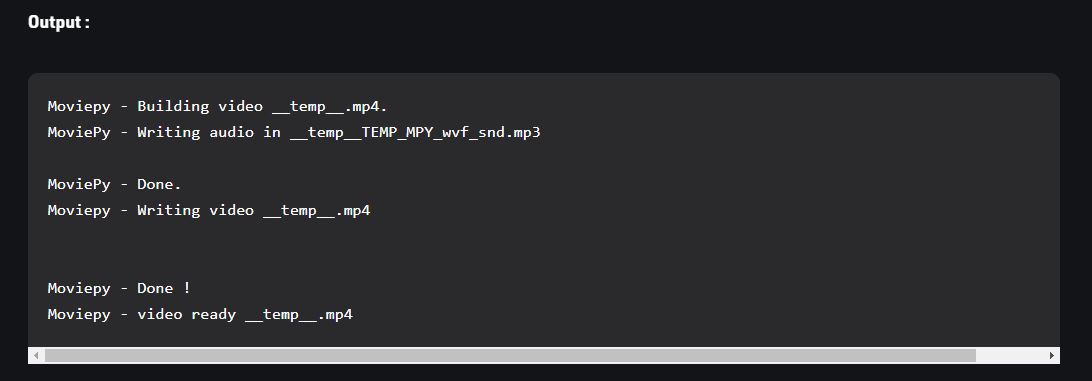 Output :
Moviepy - Building video __temp__.mp4.
MoviePy - Writing audio in __temp__TEMP_MPY_wvf_snd.mp3
MoviePy - Done.
Moviepy - Writing video __temp__.mp4
Moviepy - Done !
Moviepy - video ready __temp__.mp4